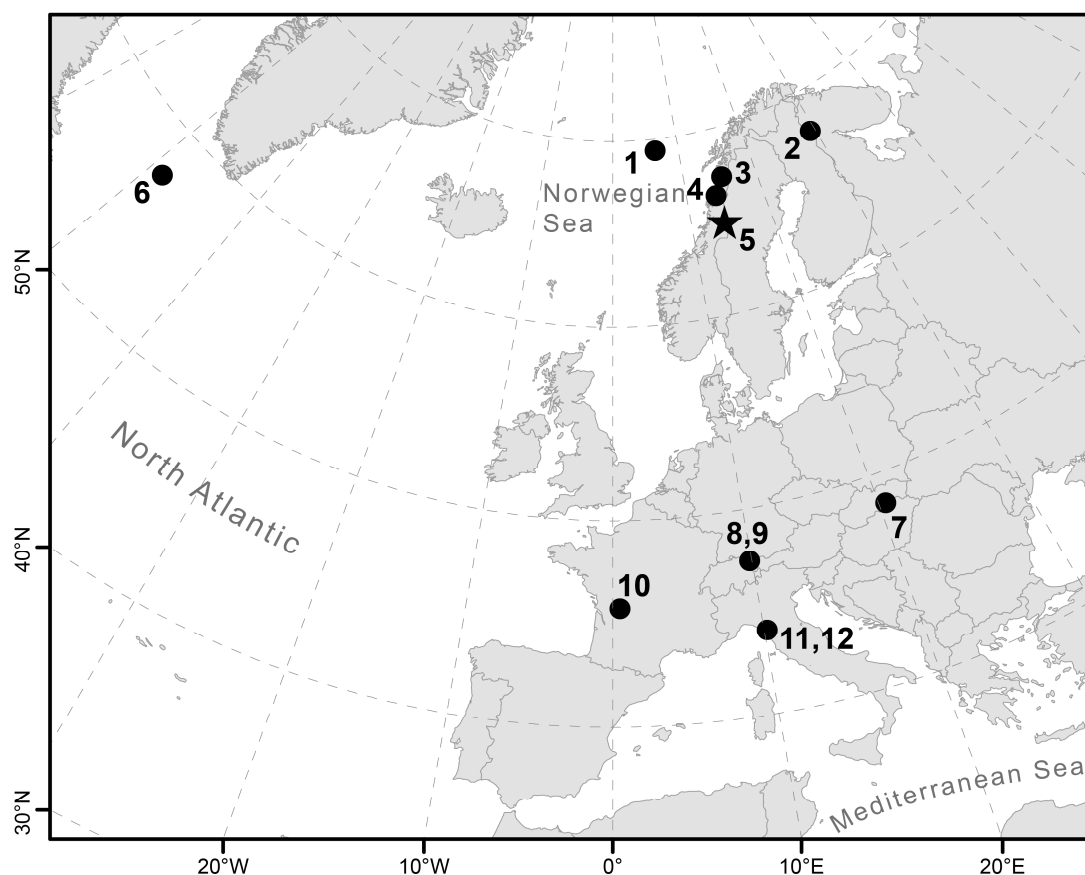 1
2
3
4
5
6
Norwegian
Sea
50°N
North Atlantic
7
8,9
40°N
10
11,12
Mediterranean Sea
30°N
20°W
10°W
0°
10°E
20°E